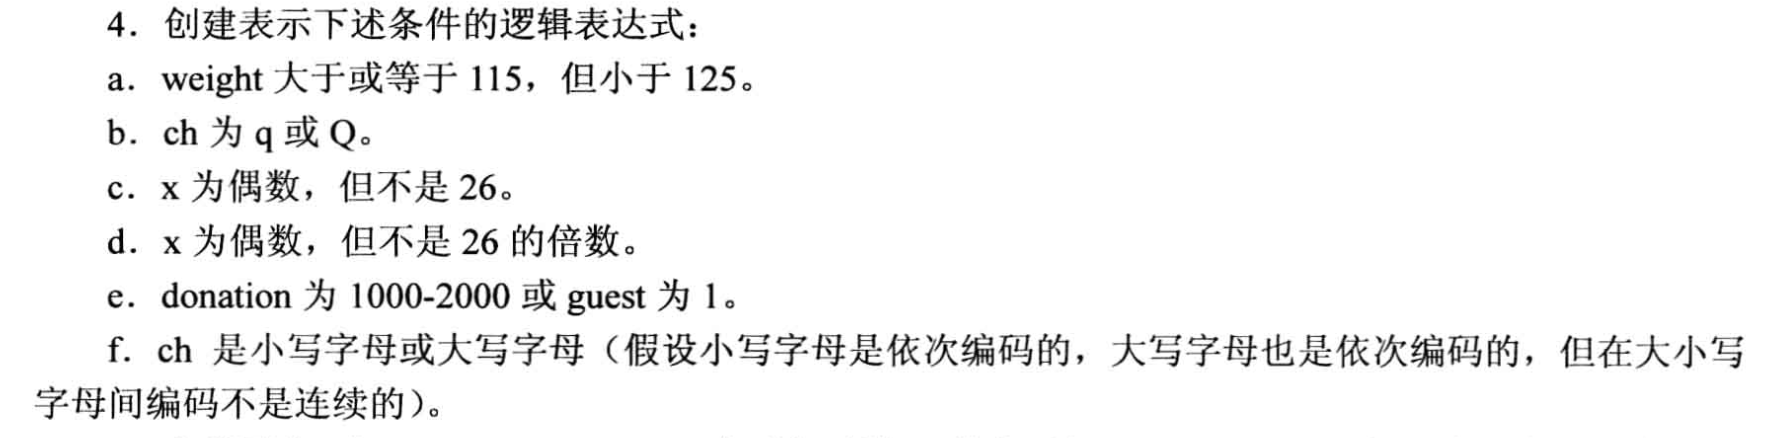 4．创建表示下述条件的逻辑表达式：
a．weight 大于或等于 115，但小于 125。
b．ch 为 q 或 Q。
c．x 为偶数，但不是 26。
d．x 为偶数，但不是 26 的倍数。
e．donation 为 1000-2000 或 guest 为 1。
f．ch 是小写字母或大写字母（假设小写字母是依次编码的，大写字母也是依次编码的，但在大小写
字母间编码不是连续的）。